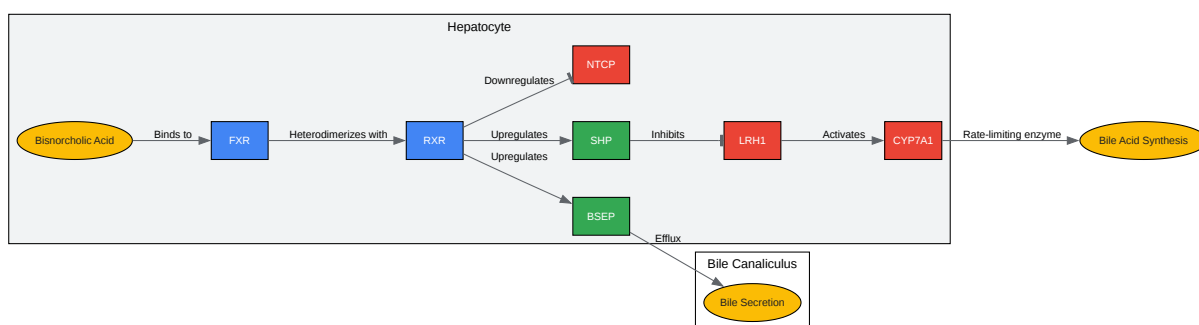 Hepatocyte
NTCP
Downregulates
Bisnorcholic Acid
Binds to
FXR
Heterodimerizes with
RXR
Upregulates
SHP
Inhibits
LRH1
Activates
CYP7A1
Rate-limiting enzyme
Bile Acid Synthesis
Upregulates
BSEP
Efflux
Bile Canaliculus
Bile Secretion